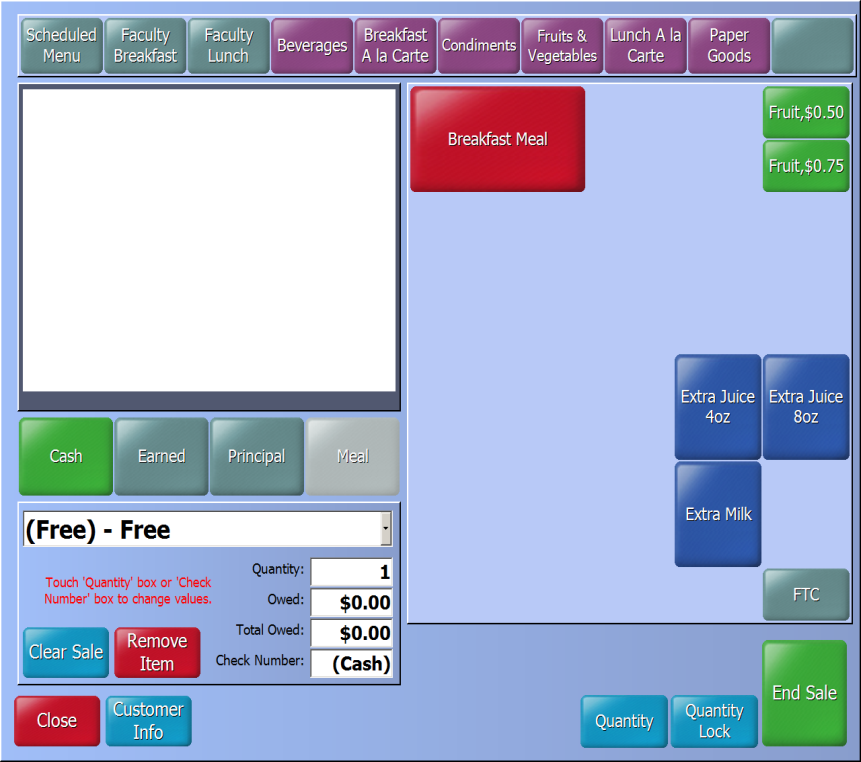 Scheduled
Menu
Faculty
Breakfast
Faculty
Lunch
Beverages
Breakfast
A la Carte
Condiments
Fruits &
Vegetables
Lunch A la
Carte
Paper
Goods
Breakfast Meal
Fruit,$0.50
Fruit,$0.75
Extra Juice
4oz
Extra Juice
8oz
Extra Milk
FTC
Cash
Earned
Principal
Meal
(Free) - Free
Touch 'Quantity' box or 'Check
Number' box to change values.
Quantity: 1
Owed: $0.00
Total Owed: $0.00
Check Number: (Cash)
Clear Sale
Remove
Item
Close
Customer
Info
Quantity
Quantity
Lock
End Sale